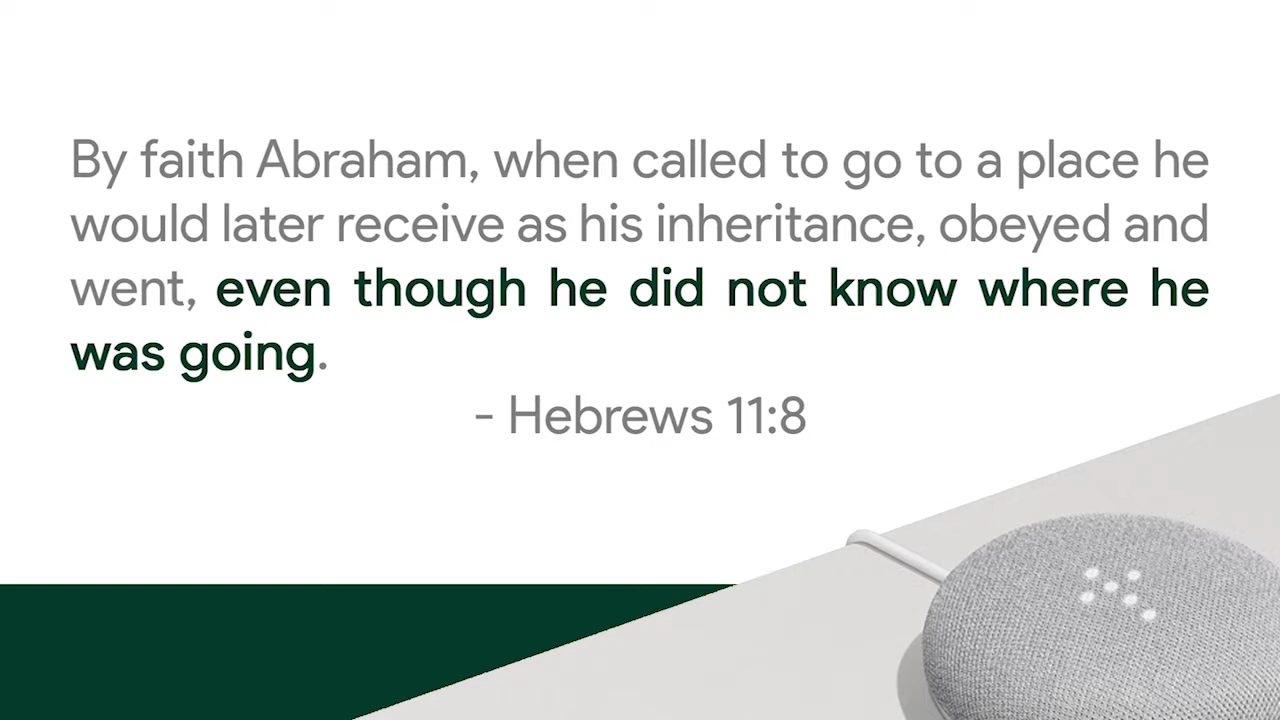 By faith Abraham, when called to go to a place he
would later receive as his inheritance, obeyed and
went, even though he did not know where he
was going.
- Hebrews 11:8